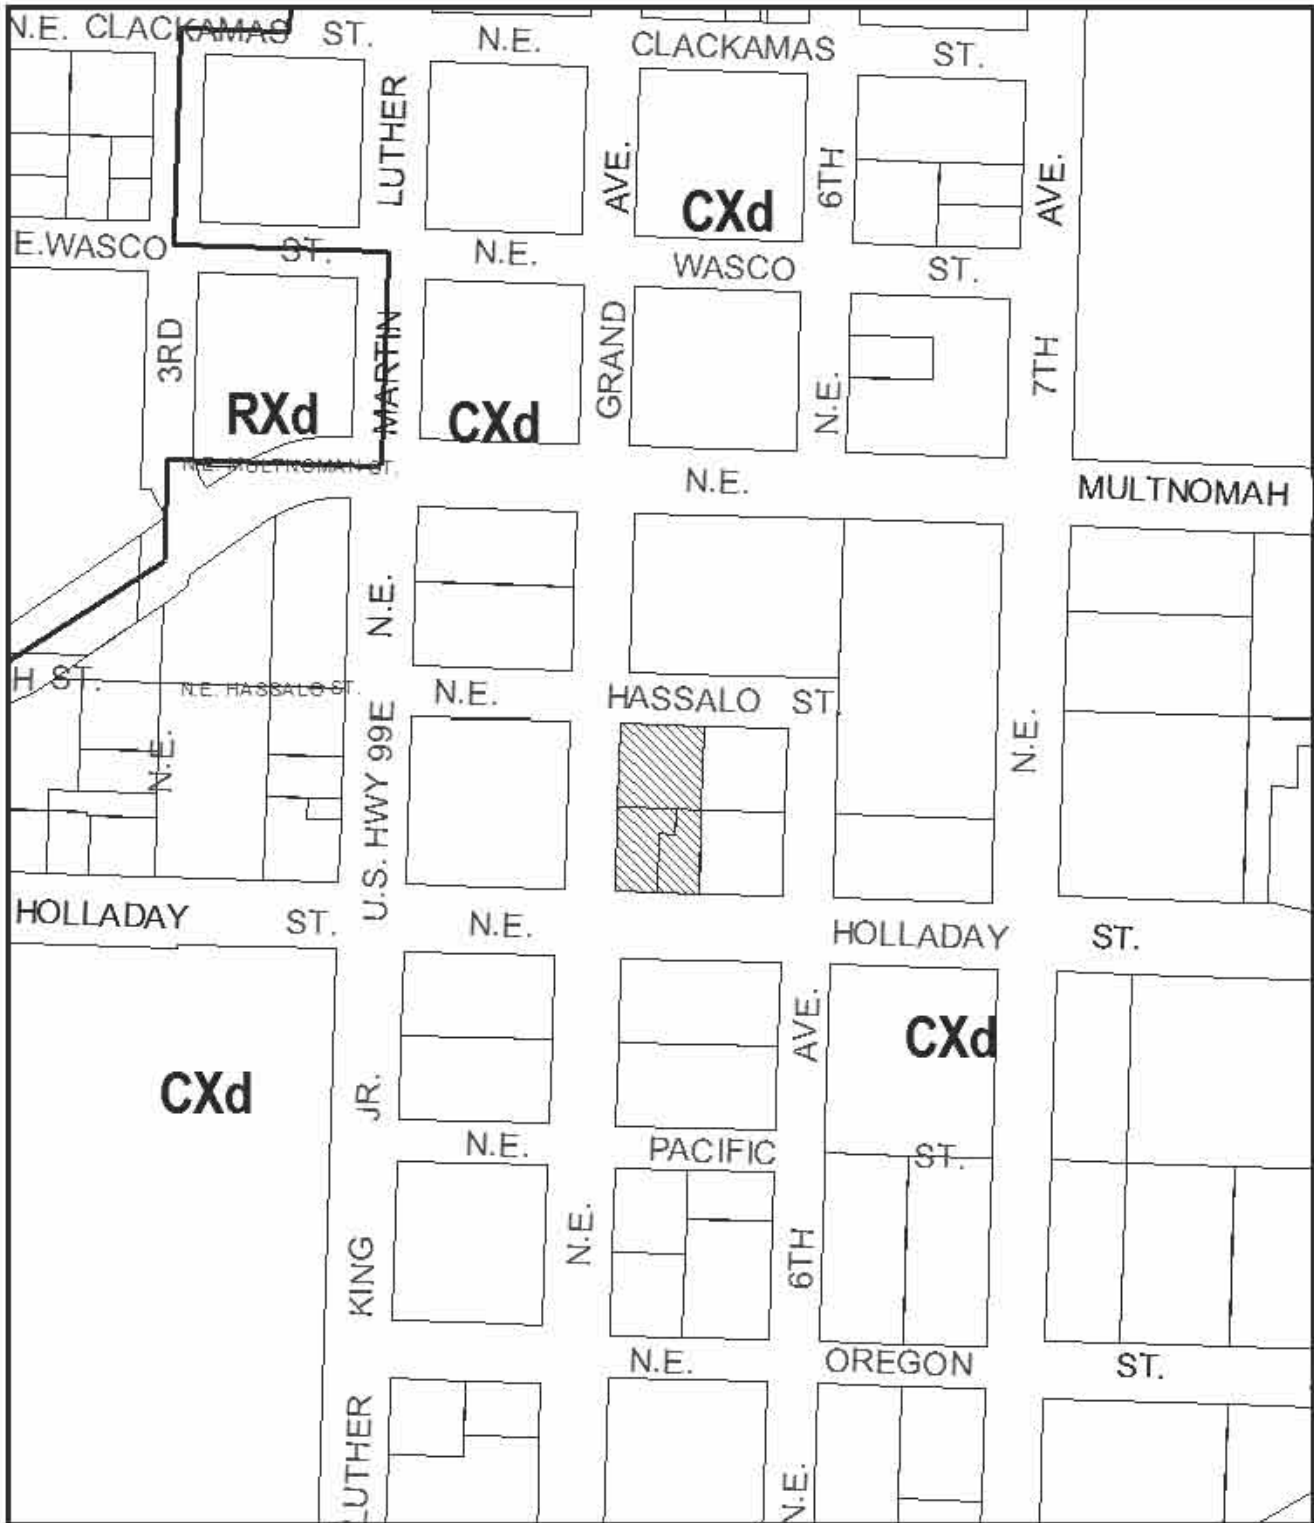 N.E. CLACKAMAS ST. N.E. CLACKAMAS ST.
LUTHER
AVE.
CXd
6TH
AVE.
E.WASCO ST. N.E. WASCO ST.
3RD
MARTIN
GRAND
N.E.
7TH
RXd
CXd
N.E. MULTNOMAH ST.
N.E. MULTNOMAH
N.E.
H ST.
N.E. HASSALO ST.
N.E. HASSALO ST.
N.E.
U.S. HWY 99E
N.E.
HOLLADAY ST. N.E. HOLLADAY ST.
AVE.
CXd
CXd
JR.
N.E. PACIFIC ST.
KING
N.E.
6TH
N.E. OREGON ST.
LUTHER
N.E.